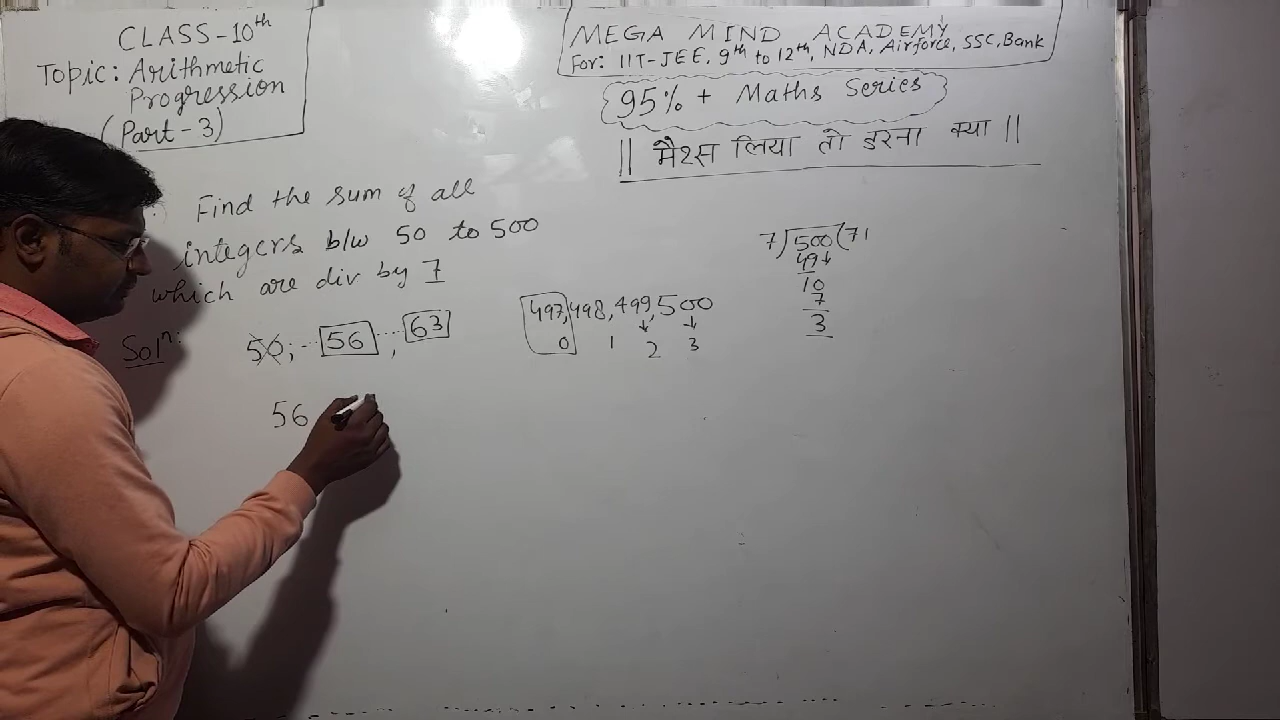 CLASS-10th
Topic: Arithmetic
Progression
(Part-3)
MEGA MIND ACADEMY
For: IIT-JEE, 9th to 12th, NDA, Airforce, SSC, Bank
95% + Maths Series
|| मैथ्स लिया तो डरना क्या ||
Find the sum of all
integers b/w 50 to 500
which are div by 7
Soln:
50, ... 56 ..., 63
497, 498, 499, 500
0 1 2 3
7) 500 (71
49↓
10
7
3
56